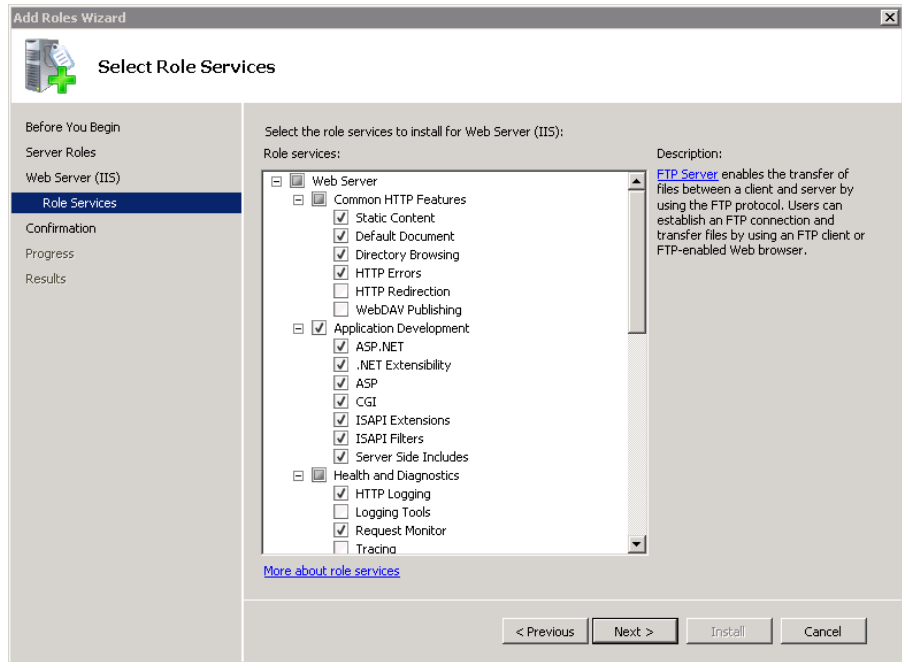 Add Roles Wizard
Select Role Services
Before You Begin
Server Roles
Web Server (IIS)
Role Services
Confirmation
Progress
Results
Select the role services to install for Web Server (IIS):
Role services:
Web Server
Common HTTP Features
Static Content
Default Document
Directory Browsing
HTTP Errors
HTTP Redirection
WebDAV Publishing
Application Development
ASP.NET
.NET Extensibility
ASP
CGI
ISAPI Extensions
ISAPI Filters
Server Side Includes
Health and Diagnostics
HTTP Logging
Logging Tools
Request Monitor
Tracing
More about role services
Description:
FTP Server enables the transfer of
files between a client and server by
using the FTP protocol. Users can
establish an FTP connection and
transfer files by using an FTP client or
FTP-enabled Web browser.
< Previous
Next >
Install
Cancel